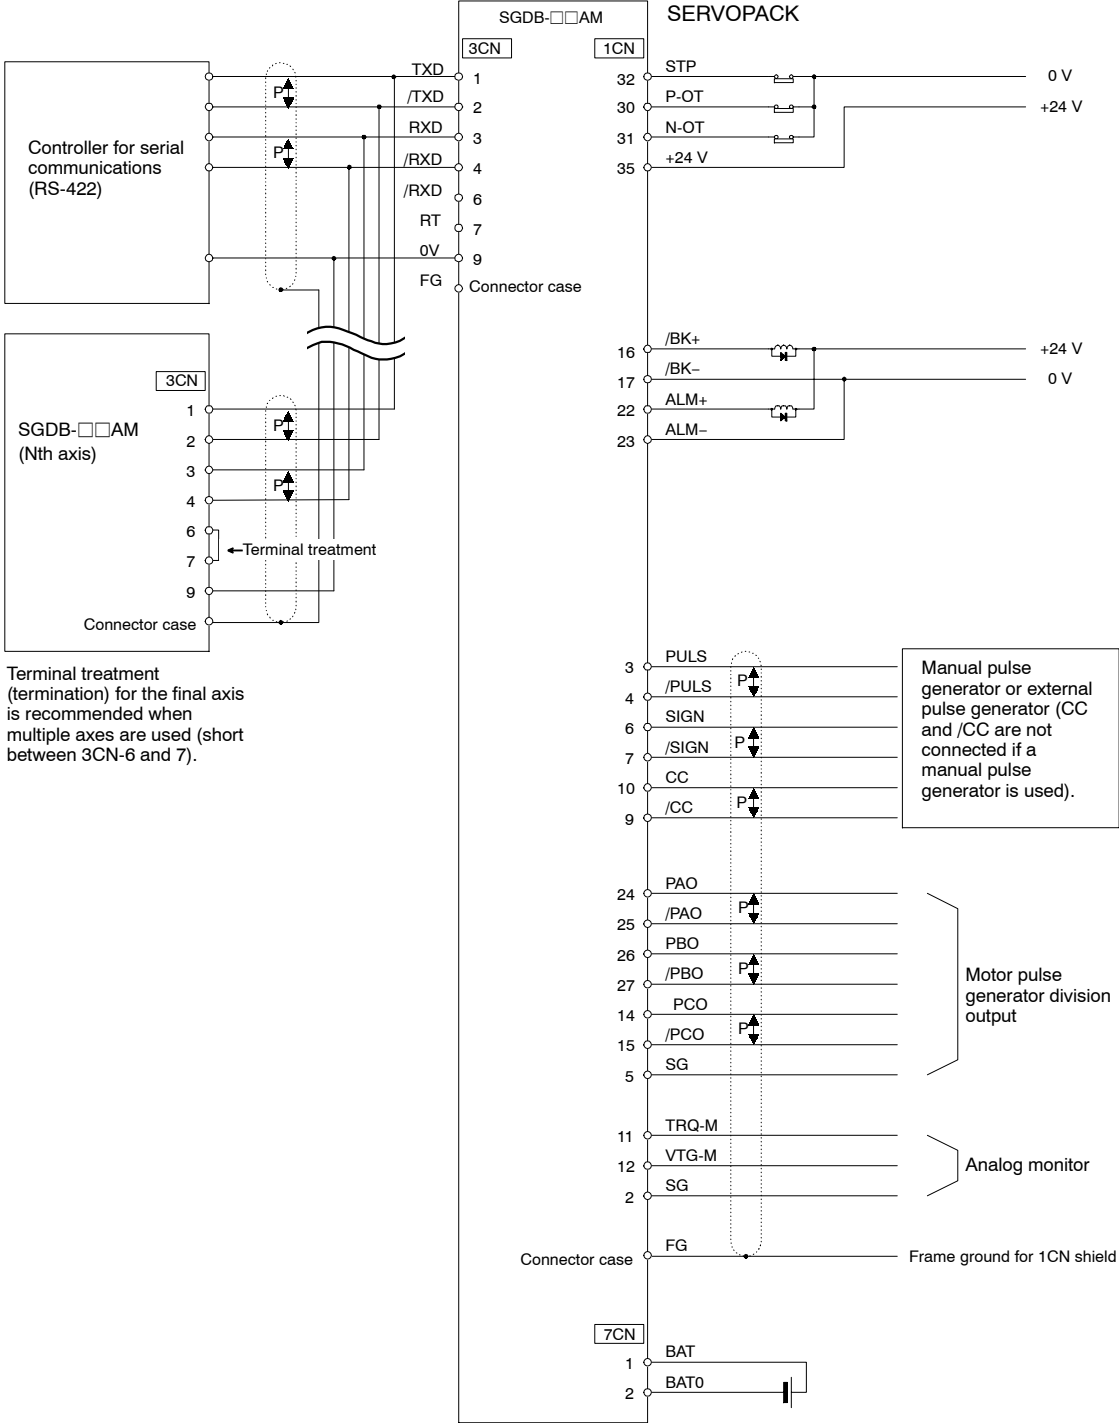 SGDB-□□AM
SERVOPACK
3CN
1CN
Controller for serial
communications
(RS-422)
P
P
TXD
1
/TXD
2
RXD
3
/RXD
4
/RXD
6
RT
7
0V
9
FG
Connector case
32
STP
0 V
30
P-OT
+24 V
31
N-OT
35
+24 V
16
/BK+
+24 V
17
/BK−
0 V
22
ALM+
23
ALM−
3CN
SGDB-□□AM
(Nth axis)
1
2
3
4
6
7
9
Connector case
P
P
Terminal treatment
Terminal treatment
(termination) for the final axis
is recommended when
multiple axes are used (short
between 3CN-6 and 7).
3
PULS
P
4
/PULS
6
SIGN
P
7
/SIGN
10
CC
P
9
/CC
Manual pulse
generator or external
pulse generator (CC
and /CC are not
connected if a
manual pulse
generator is used).
24
PAO
P
25
/PAO
26
PBO
P
27
/PBO
14
PCO
P
15
/PCO
5
SG
Motor pulse
generator division
output
11
TRQ-M
12
VTG-M
2
SG
Analog monitor
Connector case
FG
Frame ground for 1CN shield
7CN
1
BAT
2
BAT0